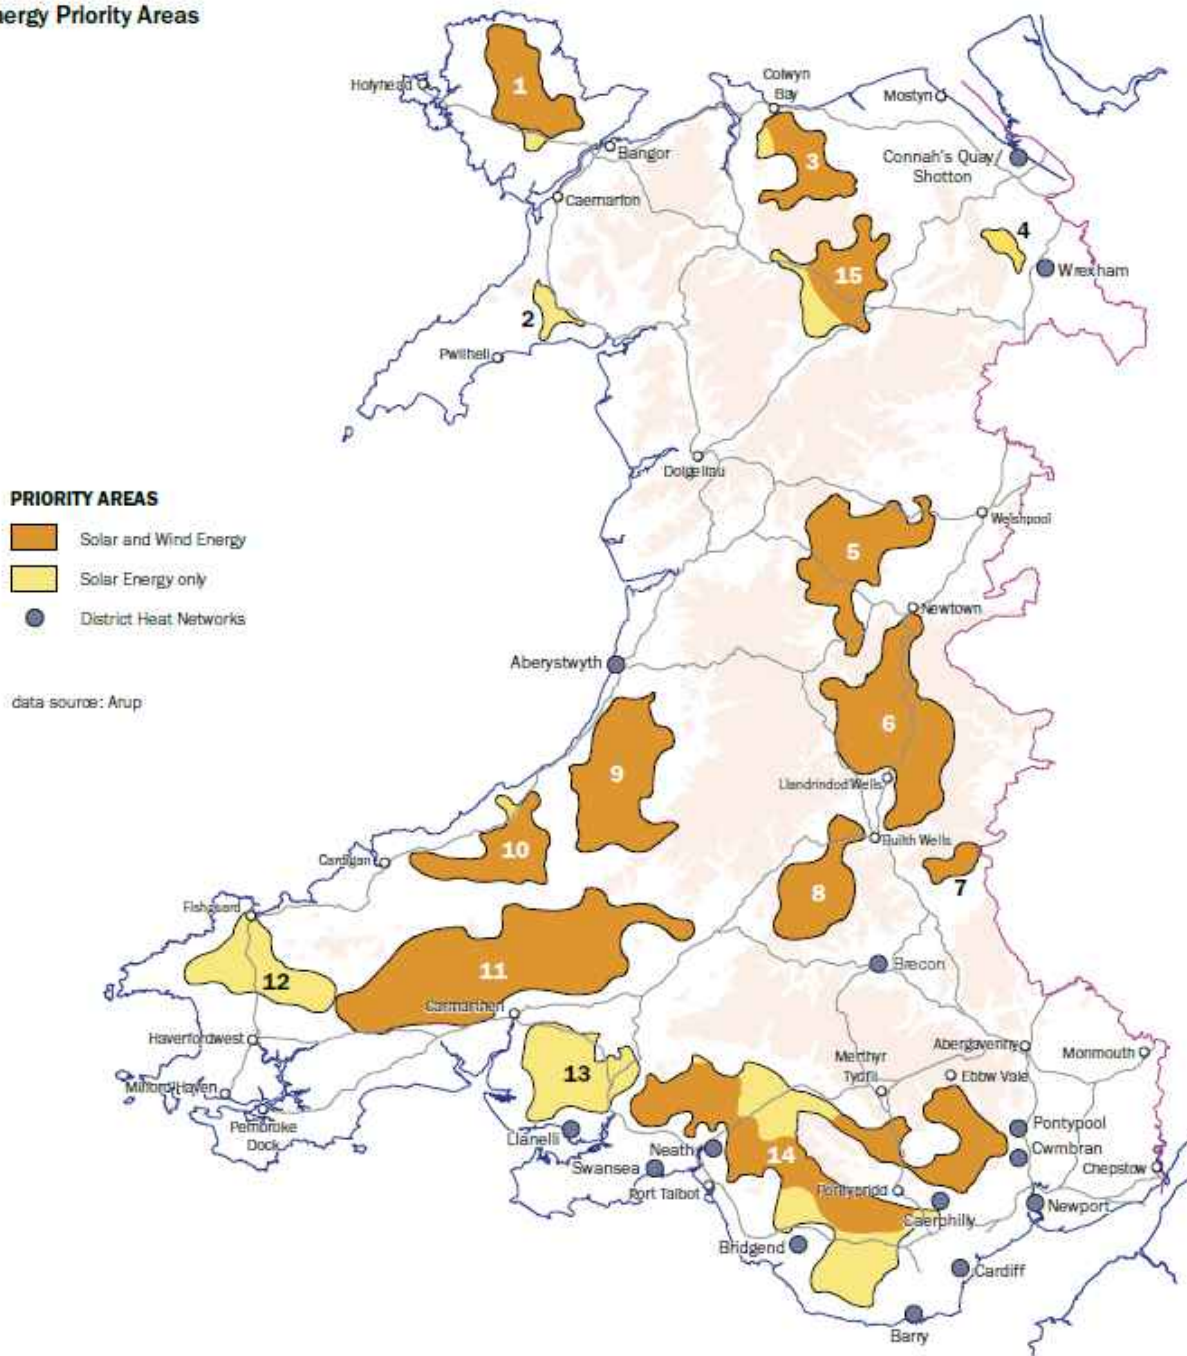 nergy Priority Areas
Holyhead
1
Colwyn
Bay
Mostyn
Bangor
3
Connah's Quay/
Shotton
Caernarfon
4
15
Wrexham
2
Pwllheli
Dolgellau
PRIORITY AREAS
Solar and Wind Energy
Solar Energy only
District Heat Networks
data source: Arup
Welshpool
5
Newtown
Aberystwyth
6
9
Llandrindod Wells
10
Builth Wells
Cardigan
7
8
Fishguard
11
Brecon
12
Carmarthen
Haverfordwest
Abergavenny
Monmouth
Merthyr
Tydfil
13
Ebbw Vale
Milford Haven
Pembroke
Dock
Pontypool
Llanelli
Neath
14
Cwmbran
Swansea
Chepstow
Port Talbot
Pontypridd
Newport
Caerphilly
Bridgend
Cardiff
Barry